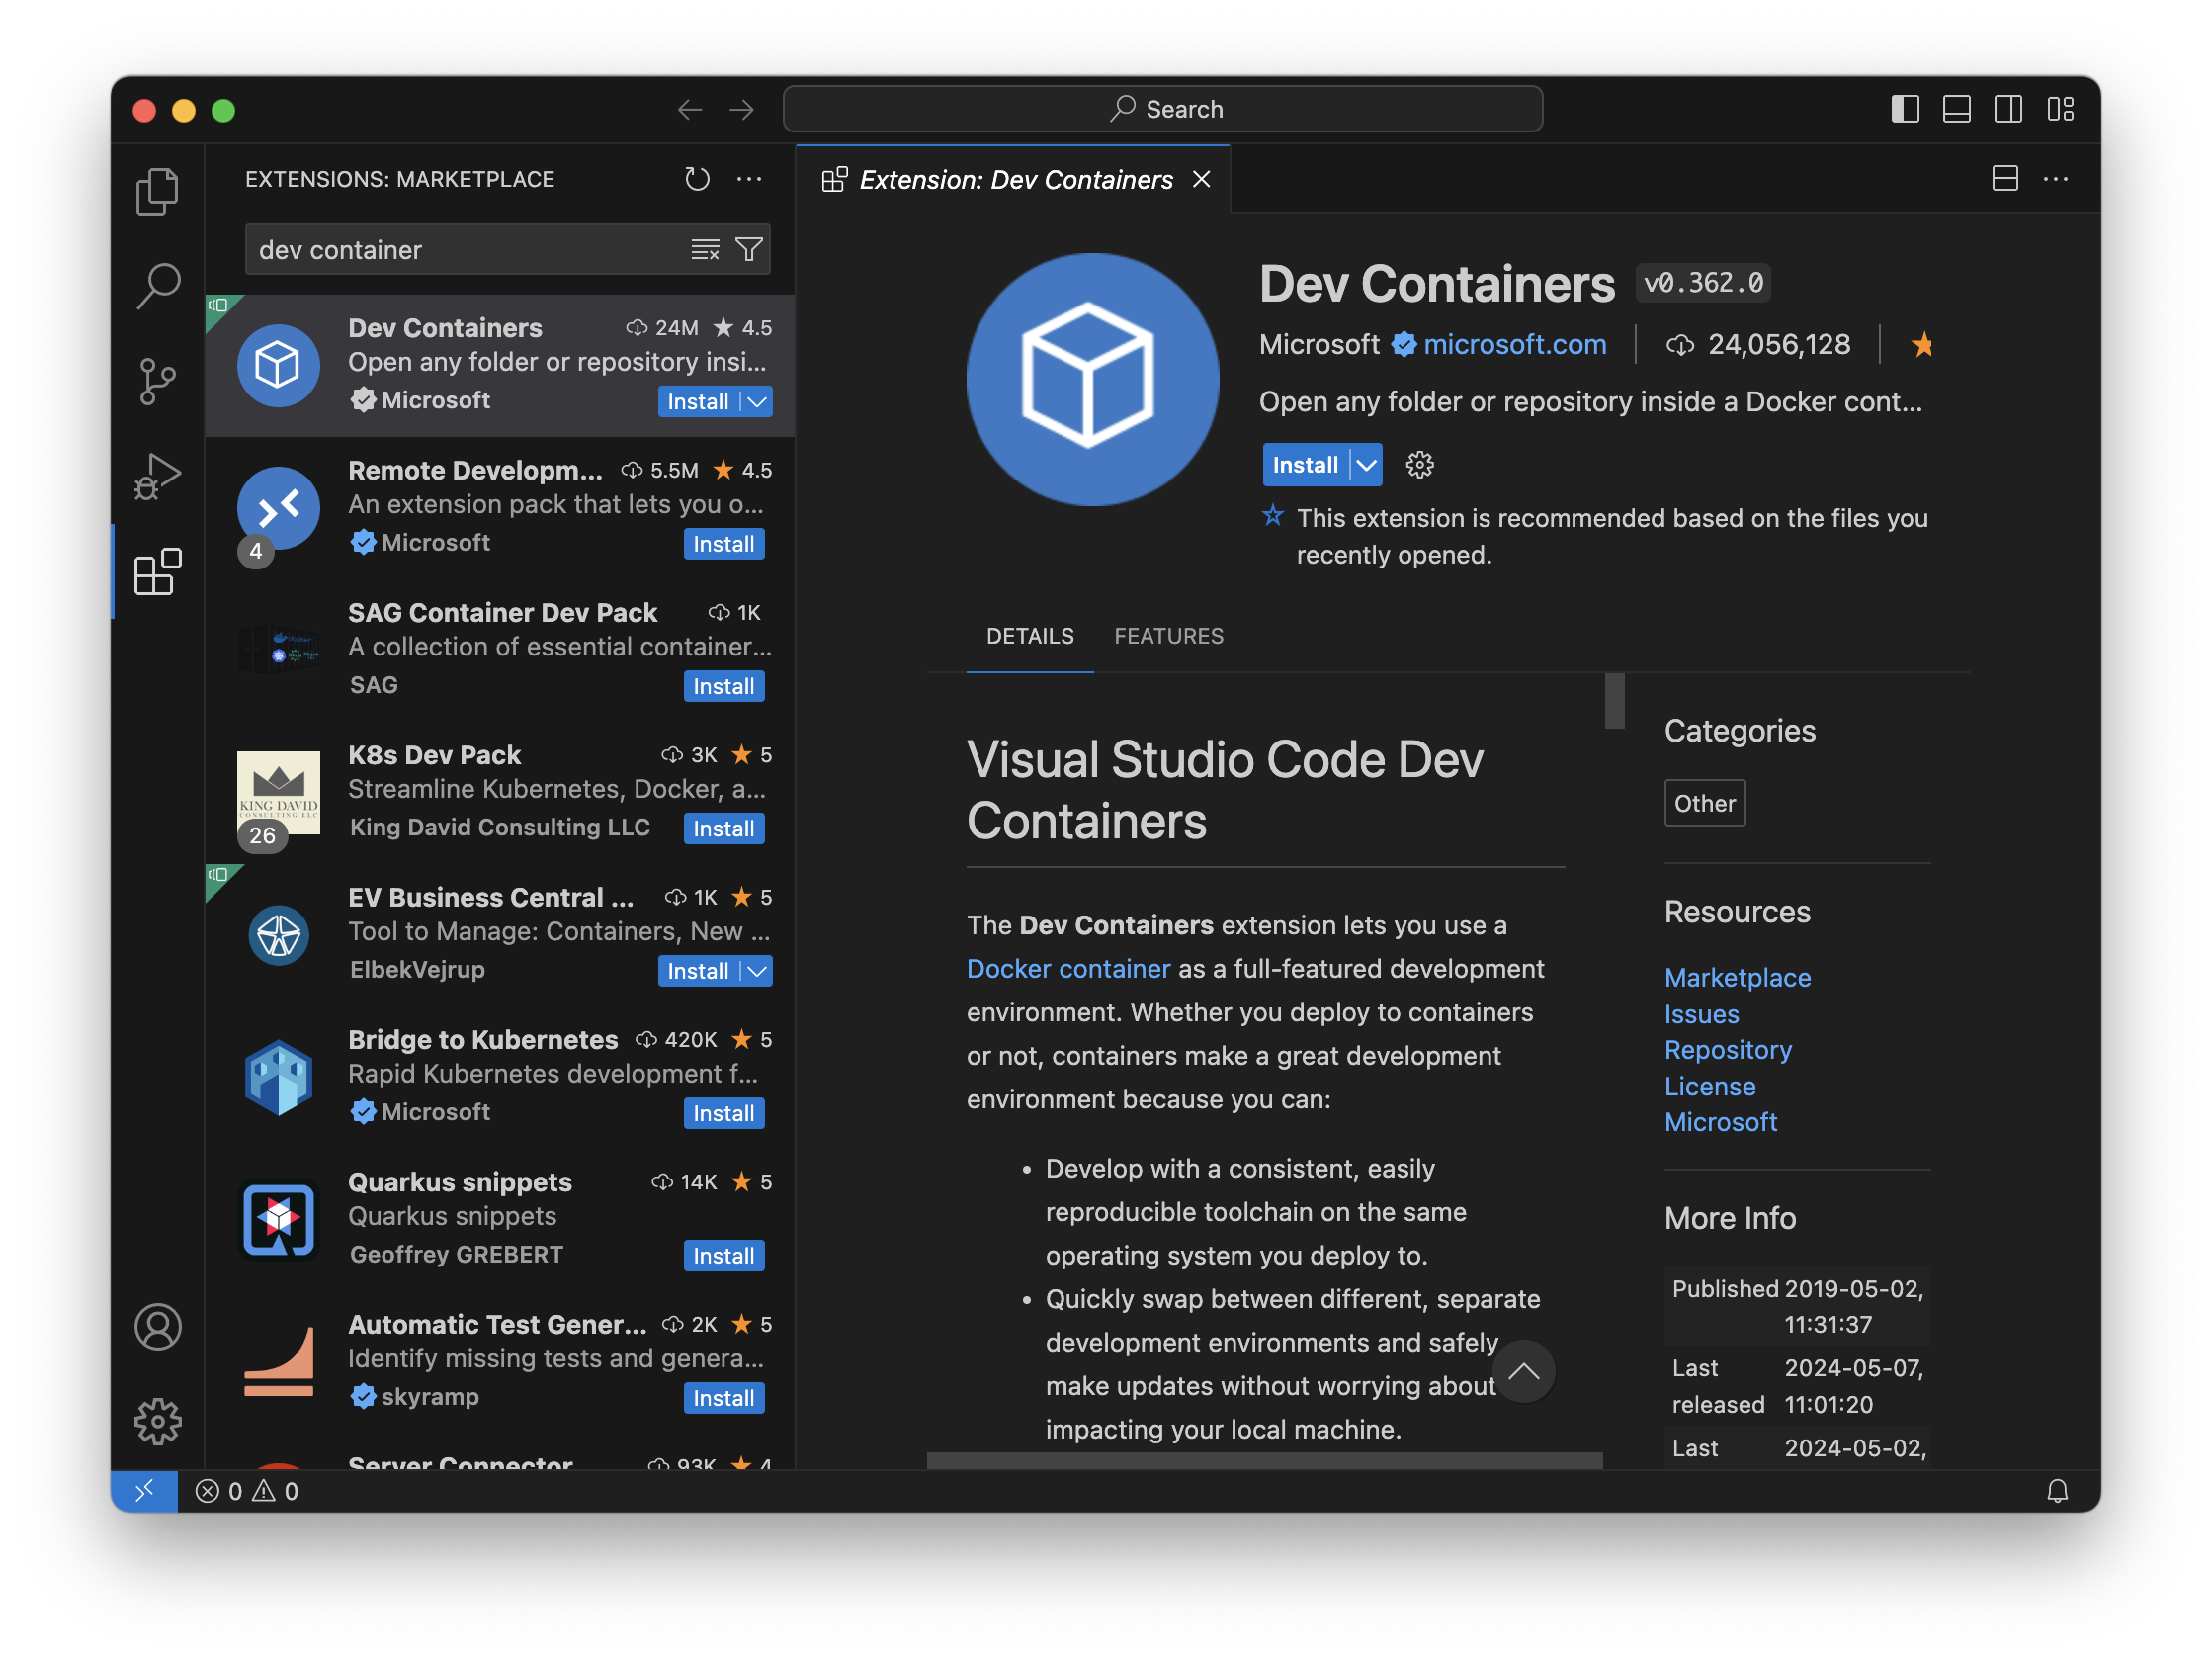 Search
EXTENSIONS: MARKETPLACE
dev container
Dev Containers 24M 4.5
Open any folder or repository insi...
Microsoft Install
Remote Developm... 5.5M 4.5
An extension pack that lets you o...
4 Microsoft Install
SAG Container Dev Pack 1K
A collection of essential container...
SAG Install
K8s Dev Pack 3K 5
Streamline Kubernetes, Docker, a...
KING DAVID
CONSULTING LLC
26 King David Consulting LLC Install
EV Business Central ... 1K 5
Tool to Manage: Containers, New ...
ElbekVejrup Install
Bridge to Kubernetes 420K 5
Rapid Kubernetes development f...
Microsoft Install
Quarkus snippets 14K 5
Quarkus snippets
Geoffrey GREBERT Install
Automatic Test Gener... 2K 5
Identify missing tests and genera...
skyramp Install
Server Connector 93K 4
Extension: Dev Containers
Dev Containers v0.362.0
Microsoft microsoft.com 24,056,128
Open any folder or repository inside a Docker cont...
Install
This extension is recommended based on the files you
recently opened.
DETAILS FEATURES
Visual Studio Code Dev
Containers
The Dev Containers extension lets you use a
Docker container as a full-featured development
environment. Whether you deploy to containers
or not, containers make a great development
environment because you can:
• Develop with a consistent, easily
reproducible toolchain on the same
operating system you deploy to.
• Quickly swap between different, separate
development environments and safely
make updates without worrying about
impacting your local machine.
Categories
Other
Resources
Marketplace
Issues
Repository
License
Microsoft
More Info
Published 2019-05-02,
11:31:37
Last 2024-05-07,
released 11:01:20
Last 2024-05-02,
0 0